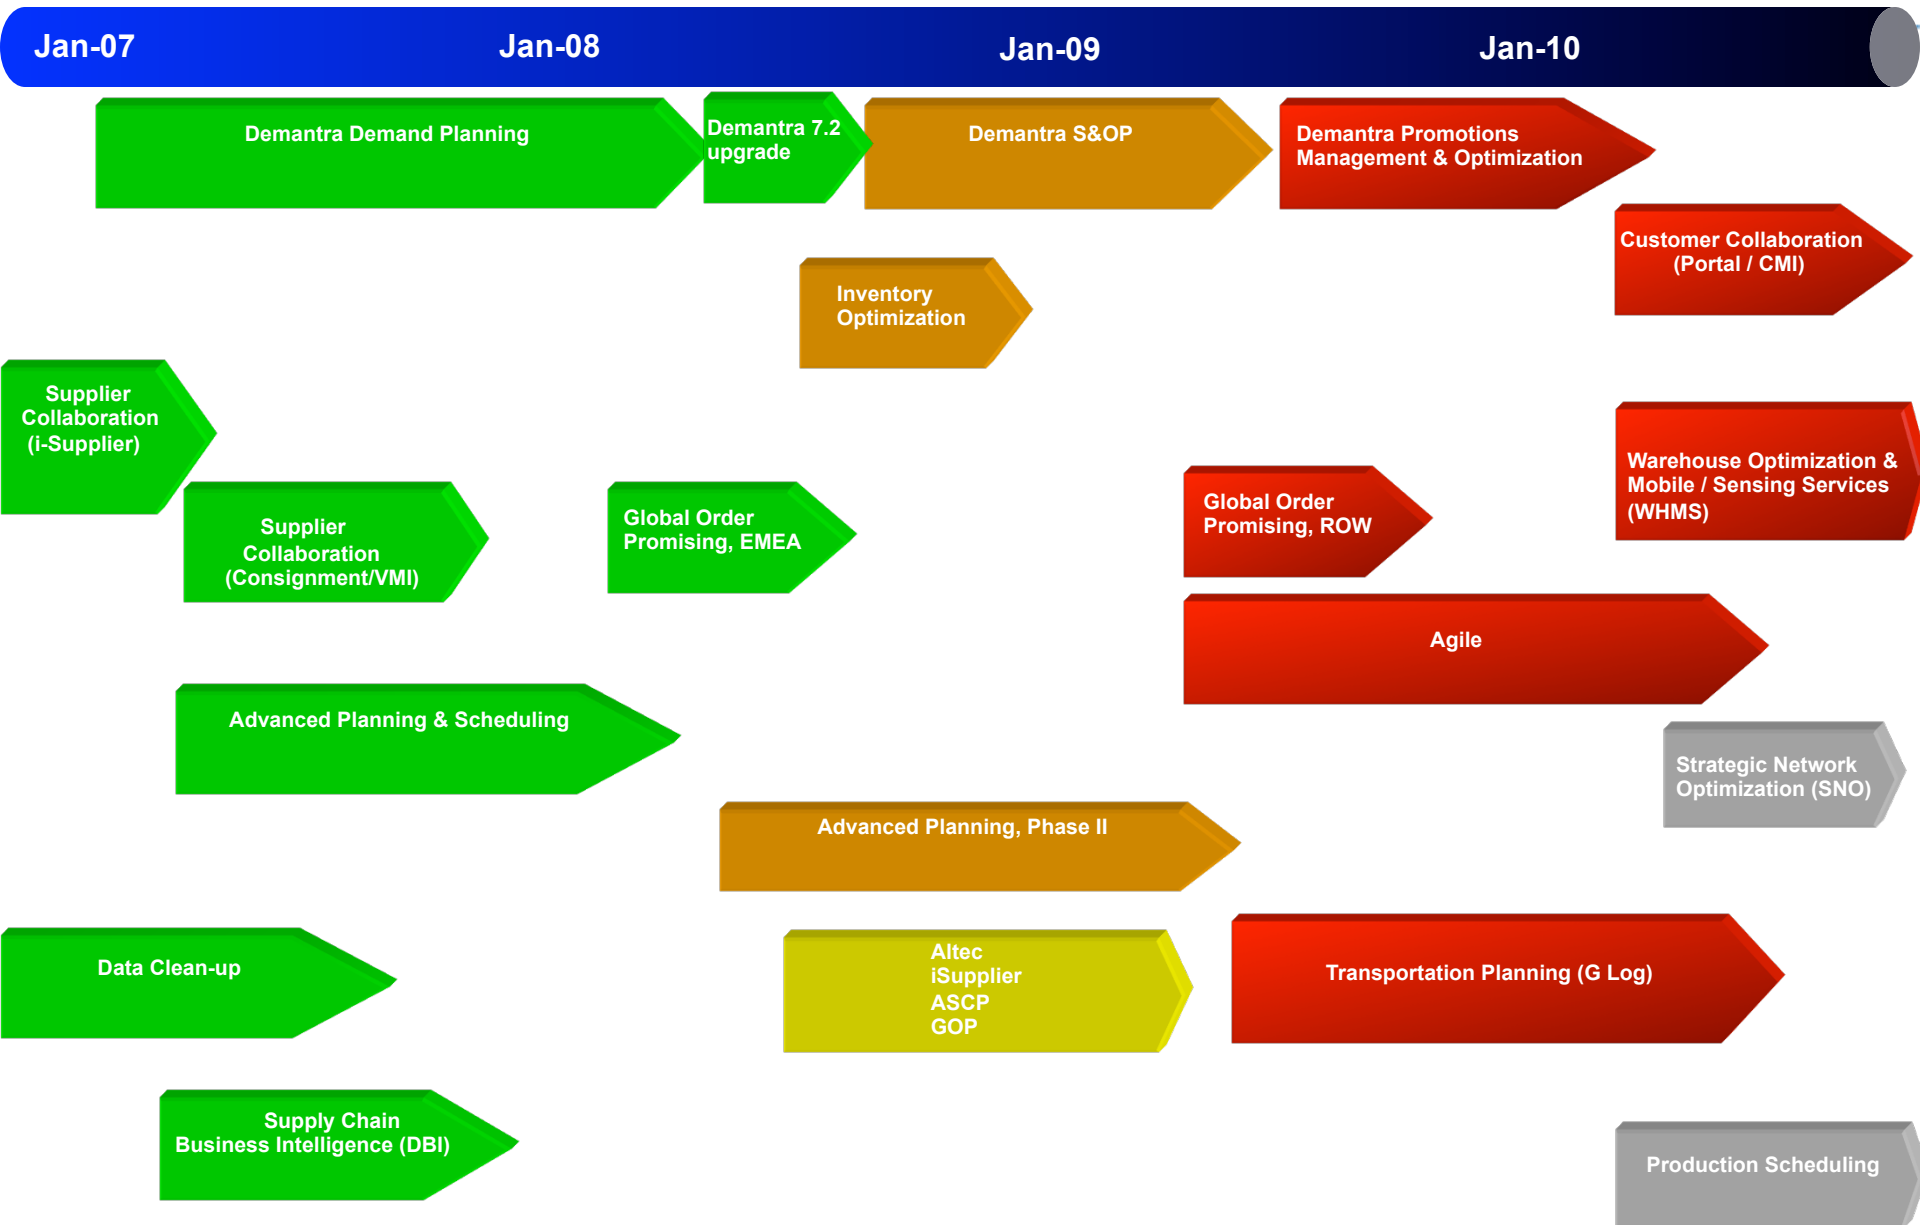 Jan-07
Jan-08
Jan-09
Jan-10
Demantra Demand Planning
Demantra 7.2
upgrade
Demantra S&OP
Demantra Promotions
Management & Optimization
Customer Collaboration
(Portal / CMI)
Inventory
Optimization
Supplier
Collaboration
(i-Supplier)
Warehouse Optimization &
Mobile / Sensing Services
(WHMS)
Supplier
Collaboration
(Consignment/VMI)
Global Order
Promising, EMEA
Global Order
Promising, ROW
Agile
Advanced Planning & Scheduling
Strategic Network
Optimization (SNO)
Advanced Planning, Phase II
Data Clean-up
Altec
iSupplier
ASCP
GOP
Transportation Planning (G Log)
Supply Chain
Business Intelligence (DBI)
Production Scheduling